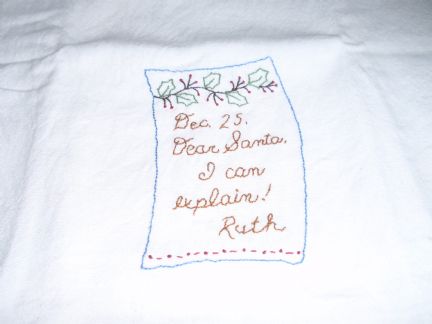 Dec. 25.
Dear Santa,
I can
explain!
Ruth